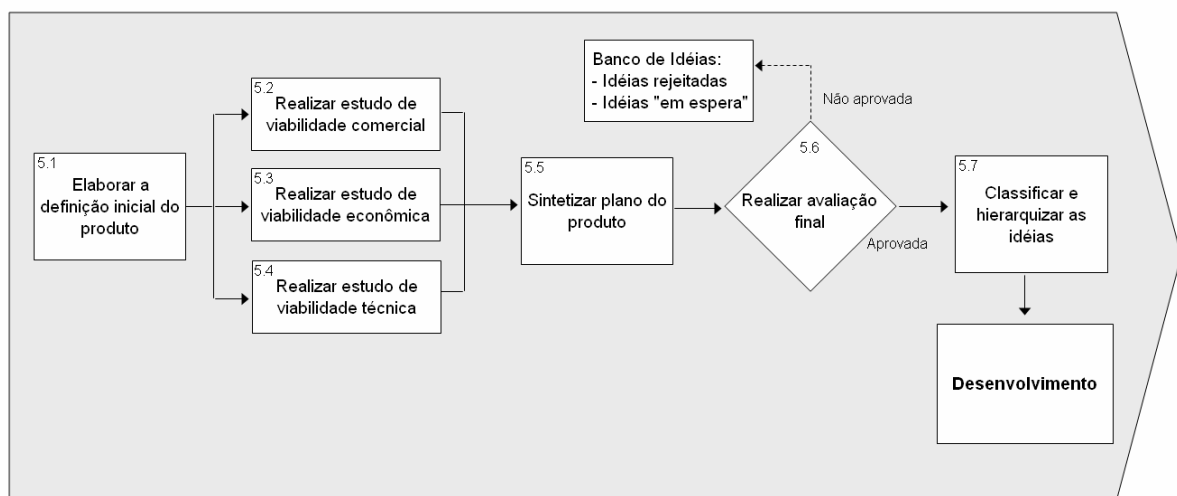 5.1
Elaborar a
definição inicial do
produto
5.2
Realizar estudo de
viabilidade comercial
5.3
Realizar estudo de
viabilidade econômica
5.4
Realizar estudo de
viabilidade técnica
5.5
Sintetizar plano do
produto
Banco de Idéias:
- Idéias rejeitadas
- Idéias "em espera"
Não aprovada
5.6
Realizar avaliação
final
Aprovada
5.7
Classificar e
hierarquizar as
idéias
Desenvolvimento